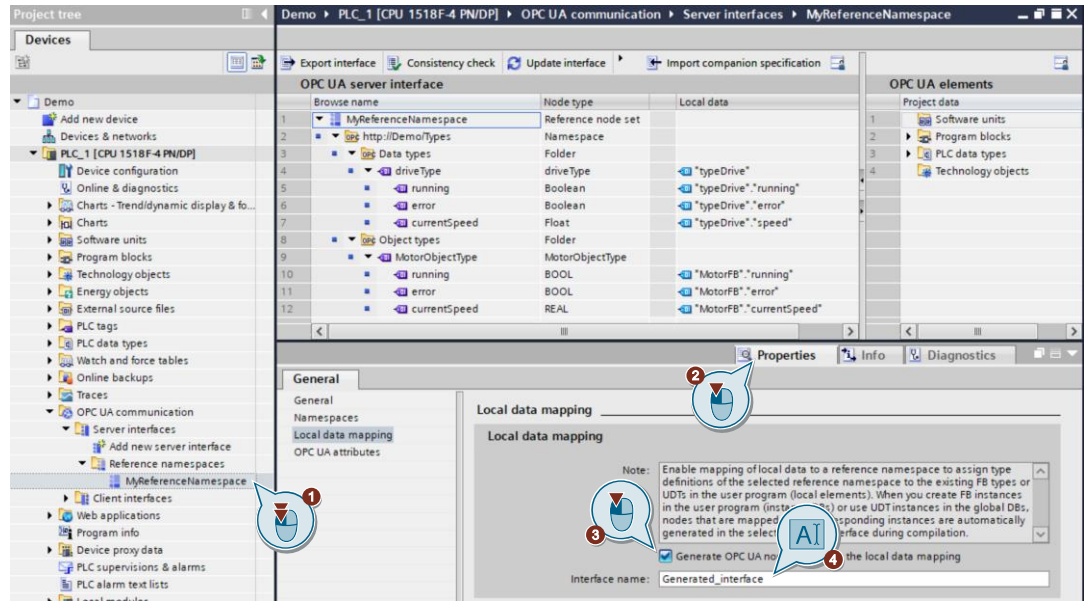 Project tree
Devices
Demo
Add new device
Devices & networks
PLC_1 [CPU 1518F-4 PN/DP]
Device configuration
Online & diagnostics
Charts - Trend/dynamic display & fo...
Charts
Software units
Program blocks
Technology objects
Energy objects
External source files
PLC tags
PLC data types
Watch and force tables
Online backups
Traces
OPC UA communication
Server interfaces
Add new server interface
Reference namespaces
MyReferenceNamespace
Client interfaces
Web applications
Program info
Device proxy data
PLC supervisions & alarms
PLC alarm text lists
Local modules
1
Demo ▸ PLC_1 [CPU 1518F-4 PN/DP] ▸ OPC UA communication ▸ Server interfaces ▸ MyReferenceNamespace
Export interface Consistency check Update interface Import companion specification
OPC UA server interface
Browse name Node type Local data
1 MyReferenceNamespace Reference node set
2 http://Demo/Types Namespace
3 Data types Folder
4 driveType driveType "typeDrive"
5 running Boolean "typeDrive"."running"
6 error Boolean "typeDrive"."error"
7 currentSpeed Float "typeDrive"."speed"
8 Object types Folder
9 MotorObjectType MotorObjectType
10 running BOOL "MotorFB"."running"
11 error BOOL "MotorFB"."error"
12 currentSpeed REAL "MotorFB"."currentSpeed"
OPC UA elements
Project data
1 Software units
2 Program blocks
3 PLC data types
4 Technology objects
Properties Info Diagnostics
2
General
General
Namespaces
Local data mapping
OPC UA attributes
Local data mapping
Local data mapping
Note: Enable mapping of local data to a reference namespace to assign type
definitions of the selected reference namespace to the existing FB types or
UDTs in the user program (local elements). When you create FB instances
in the user program (instan s) or use UDT instances in the global DBs,
nodes that are mapped sponding instances are automatically
generated in the selec rface during compilation.
3
AI
4
Generate OPC UA no the local data mapping
Interface name: Generated_interface